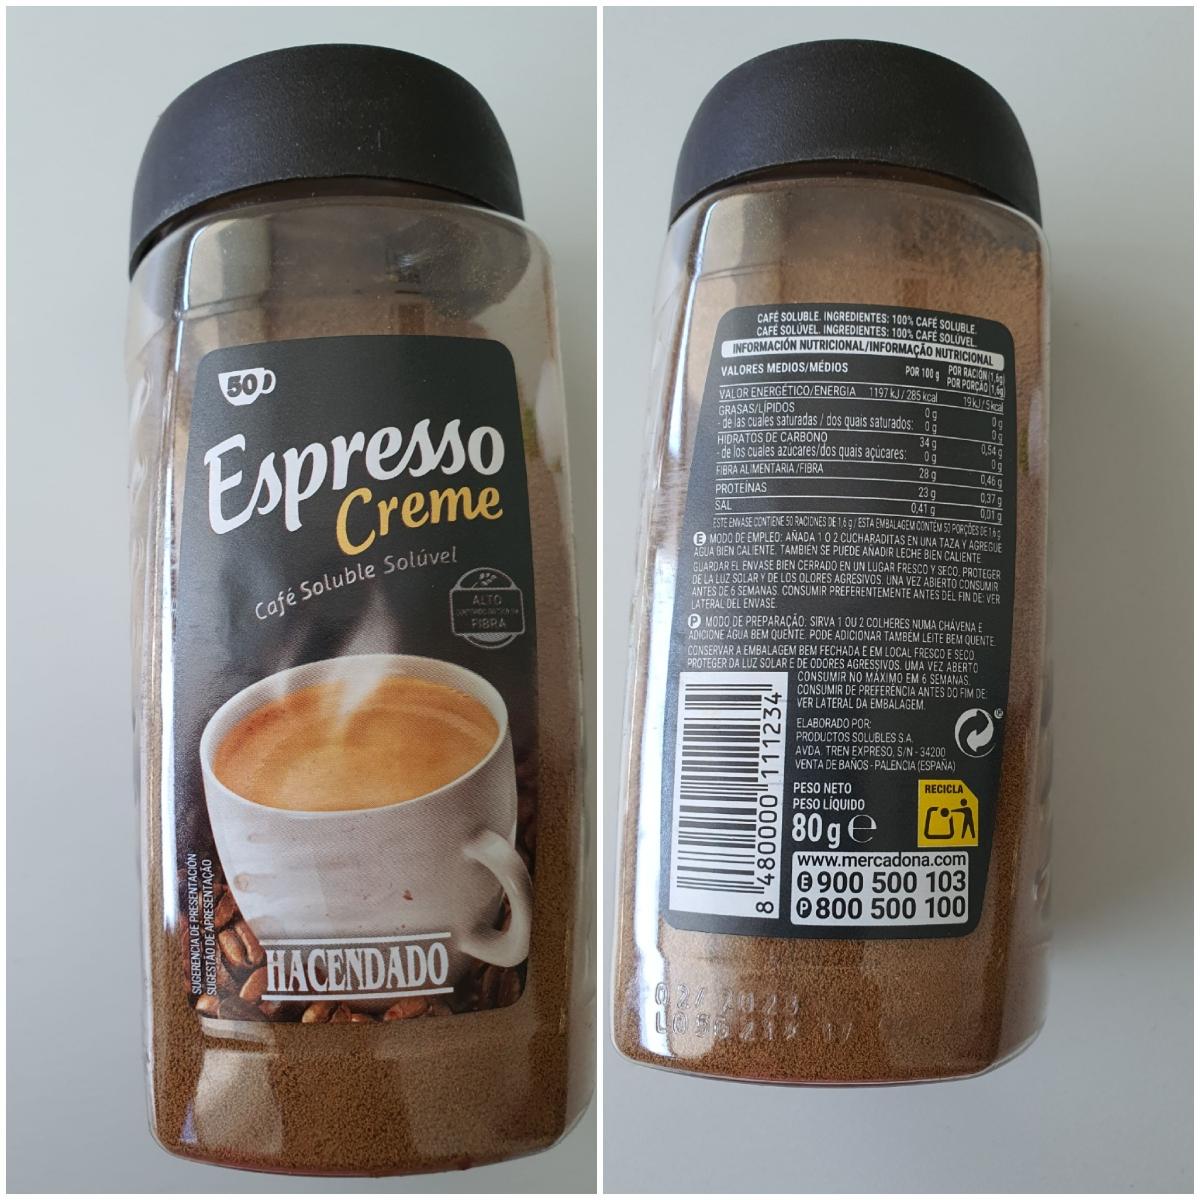 50
Espresso
Creme
Café Soluble Solúvel
ALTO
FIBRA
SUGERENCIA DE PRESENTACIÓN
SUGESTÃO DE APRESENTAÇÃO
HACENDADO
CAFÉ SOLUBLE. INGREDIENTES: 100% CAFÉ SOLUBLE.
CAFÉ SOLÚVEL. INGREDIENTES: 100% CAFÉ SOLÚVEL.
INFORMACIÓN NUTRICIONAL/INFORMAÇÃO NUTRICIONAL
VALORES MEDIOS/MÉDIOS POR 100 g POR RACIÓN (1,6g)
POR PORÇÃO (1,6g)
VALOR ENERGÉTICO/ENERGIA 1197 kJ / 285 kcal 19 kJ / 5 kcal
GRASAS/LÍPIDOS 0 g 0 g
- de las cuales saturadas / dos quais saturados: 0 g 0 g
HIDRATOS DE CARBONO 34 g 0,54 g
- de los cuales azúcares/dos quais açúcares: 0 g 0 g
FIBRA ALIMENTARIA/FIBRA 28 g 0,46 g
PROTEÍNAS 23 g 0,37 g
SAL 0,41 g 0,01 g
ESTE ENVASE CONTIENE 50 RACIONES DE 1,6 g / ESTA EMBALAGEM CONTÉM 50 PORÇÕES DE 1,6 g
E MODO DE EMPLEO: AÑADA 1 O 2 CUCHARADITAS EN UNA TAZA Y AGREGUE
AGUA BIEN CALIENTE. TAMBIÉN SE PUEDE AÑADIR LECHE BIEN CALIENTE.
GUARDAR EL ENVASE BIEN CERRADO EN UN LUGAR FRESCO Y SECO. PROTEGER
DE LA LUZ SOLAR Y DE LOS OLORES AGRESIVOS. UNA VEZ ABIERTO CONSUMIR
ANTES DE 6 SEMANAS. CONSUMIR PREFERENTEMENTE ANTES DEL FIN DE: VER
LATERAL DEL ENVASE.
P MODO DE PREPARAÇÃO: SIRVA 1 OU 2 COLHERES NUMA CHÁVENA E
ADICIONE ÁGUA BEM QUENTE. PODE ADICIONAR TAMBÉM LEITE BEM QUENTE.
CONSERVAR A EMBALAGEM BEM FECHADA E EM LOCAL FRESCO E SECO.
PROTEGER DA LUZ SOLAR E DE ODORES AGRESSIVOS. UMA VEZ ABERTO
CONSUMIR NO MÁXIMO EM 6 SEMANAS.
CONSUMIR DE PREFERÊNCIA ANTES DO FIM DE:
VER LATERAL DA EMBALAGEM.
ELABORADO POR:
PRODUCTOS SOLUBLES S.A.
AVDA. TREN EXPRESO, S/N - 34200
VENTA DE BAÑOS - PALENCIA (ESPAÑA)
PESO NETO
PESO LÍQUIDO
80 g e
RECICLA
www.mercadona.com
E 900 500 103
P 800 500 100
8 480000 111234
02/ 2023